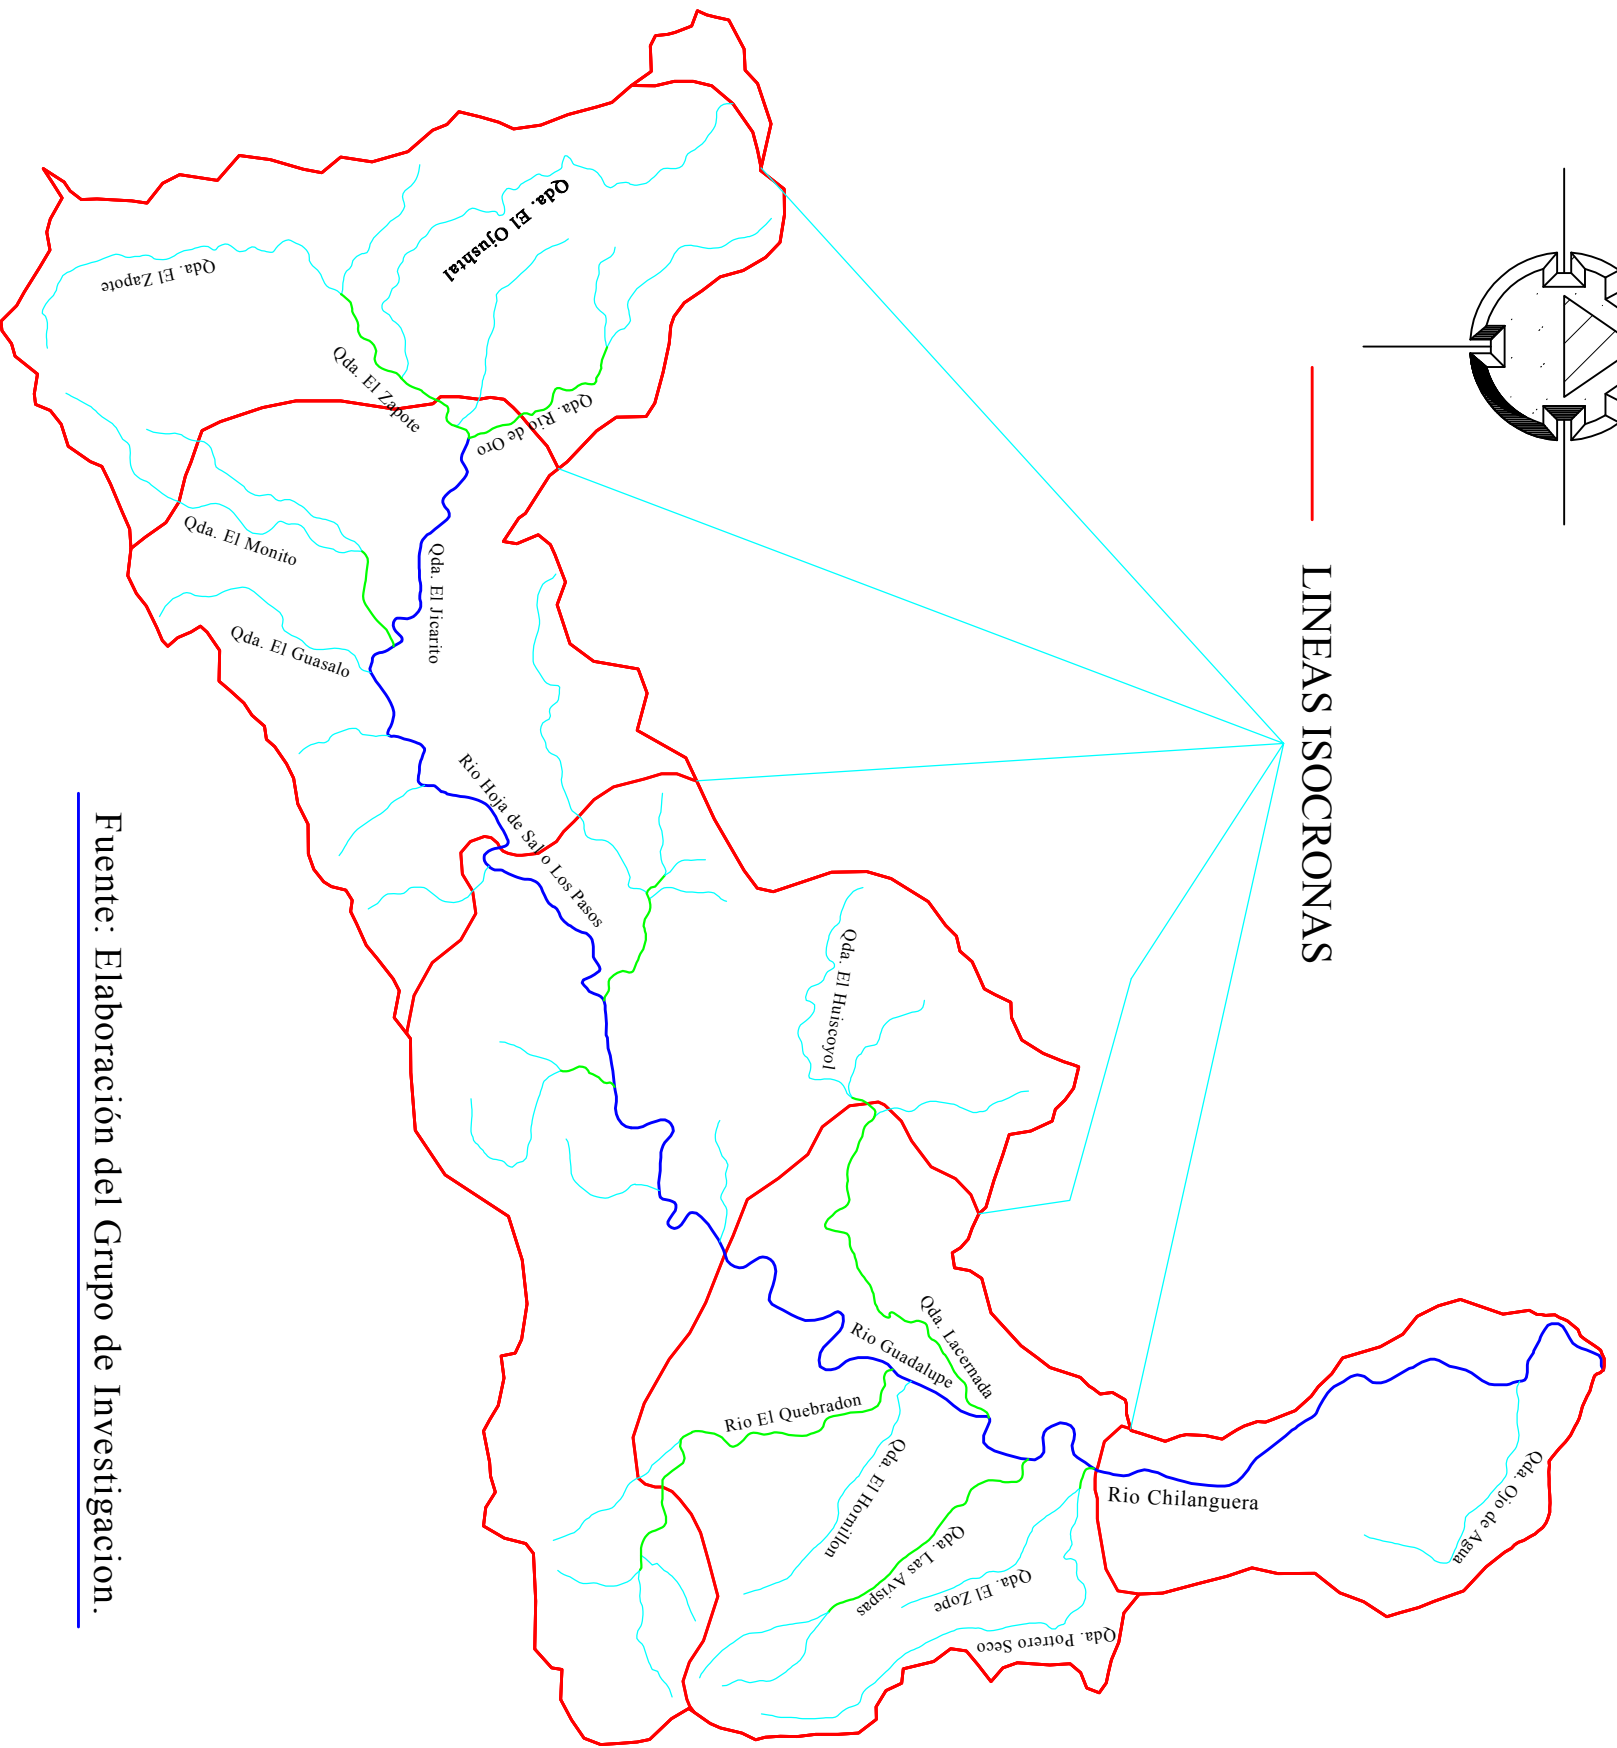 LINEAS ISOCRONAS
Qda. El Ojushtal
Qda. El Zapote
Qda. El Zapote
Qda. Rio de Oro
Qda. El Monito
Qda. El Jicarito
Qda. El Guasalo
Rio Hoja de Sal o Los Pasos
Qda. El Huiscoyol
Qda. Lacernada
Rio Guadalupe
Rio El Quebradon
Qda. El Hormillon
Qda. Las Avispas
Qda. El Zope
Qda. Potrero Seco
Rio Chilanguera
Qda. Ojo de Agua
Fuente: Elaboración del Grupo de Investigacion.